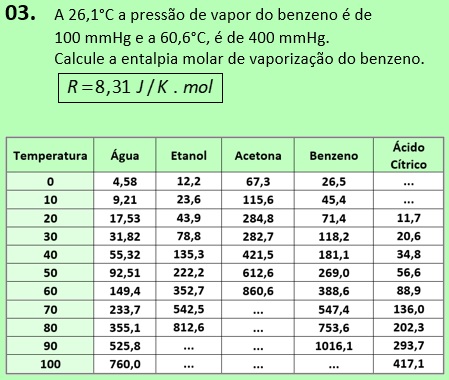 03. A 26,1°C a pressão de vapor do benzeno é de
100 mmHg e a 60,6°C, é de 400 mmHg.
Calcule a entalpia molar de vaporização do benzeno.
R=8,31 J/K . mol
Temperatura Água Etanol Acetona Benzeno Ácido Cítrico
0 4,58 12,2 67,3 26,5 ...
10 9,21 23,6 115,6 45,4 ...
20 17,53 43,9 284,8 71,4 11,7
30 31,82 78,8 282,7 118,2 20,6
40 55,32 135,3 421,5 181,1 34,8
50 92,51 222,2 612,6 269,0 56,6
60 149,4 352,7 860,6 388,6 88,9
70 233,7 542,5 ... 547,4 136,0
80 355,1 812,6 ... 753,6 202,3
90 525,8 ... ... 1016,1 293,7
100 760,0 ... ... ... 417,1